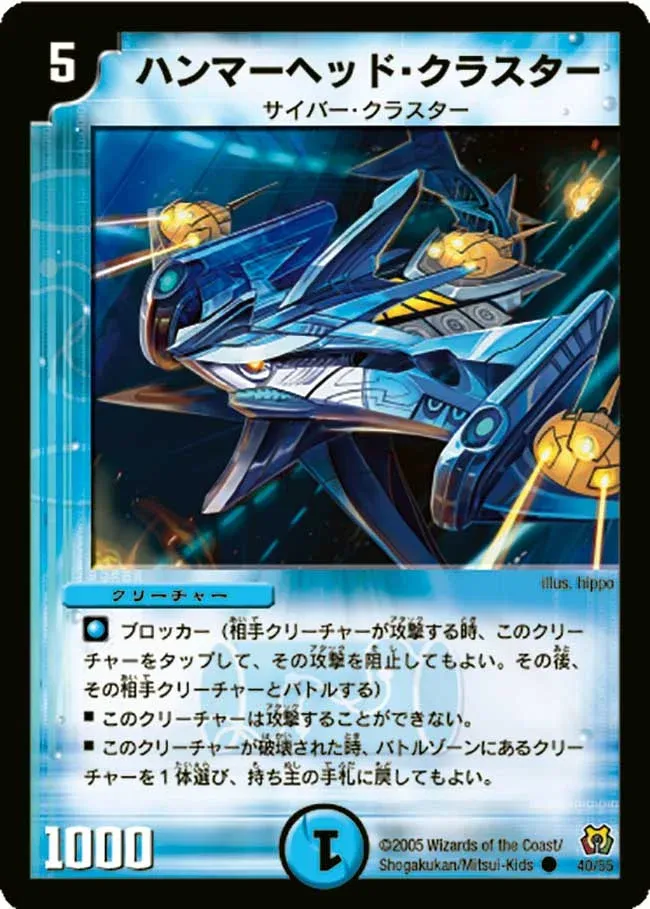 5
ハンマーヘッド・クラスター
サイバー・クラスター
illus. hippo
クリーチャー
ブロッカー（相手クリーチャーが攻撃する時、このクリー
チャーをタップして、その攻撃を阻止してもよい。その後、
その相手クリーチャーとバトルする）
■ このクリーチャーは攻撃することができない。
■ このクリーチャーが破壊された時、バトルゾーンにあるクリー
チャーを１体選び、持ち主の手札に戻してもよい。
1000
1
©2005 Wizards of the Coast/
Shogakukan/Mitsui-Kids
40/55